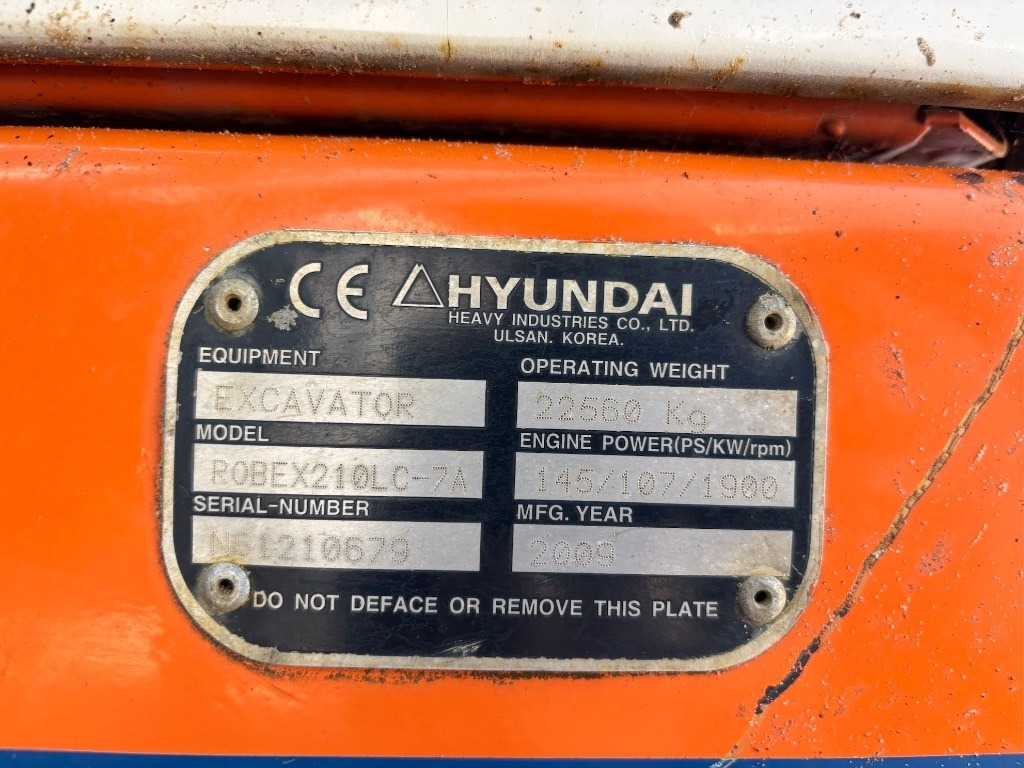 CE HYUNDAI
HEAVY INDUSTRIES CO., LTD.
ULSAN. KOREA.
EQUIPMENT
EXCAVATOR
MODEL
ROBEX210LC-7A
SERIAL-NUMBER
N61210679
OPERATING WEIGHT
22560 Kg
ENGINE POWER(PS/KW/rpm)
145/107/1900
MFG. YEAR
2009
DO NOT DEFACE OR REMOVE THIS PLATE